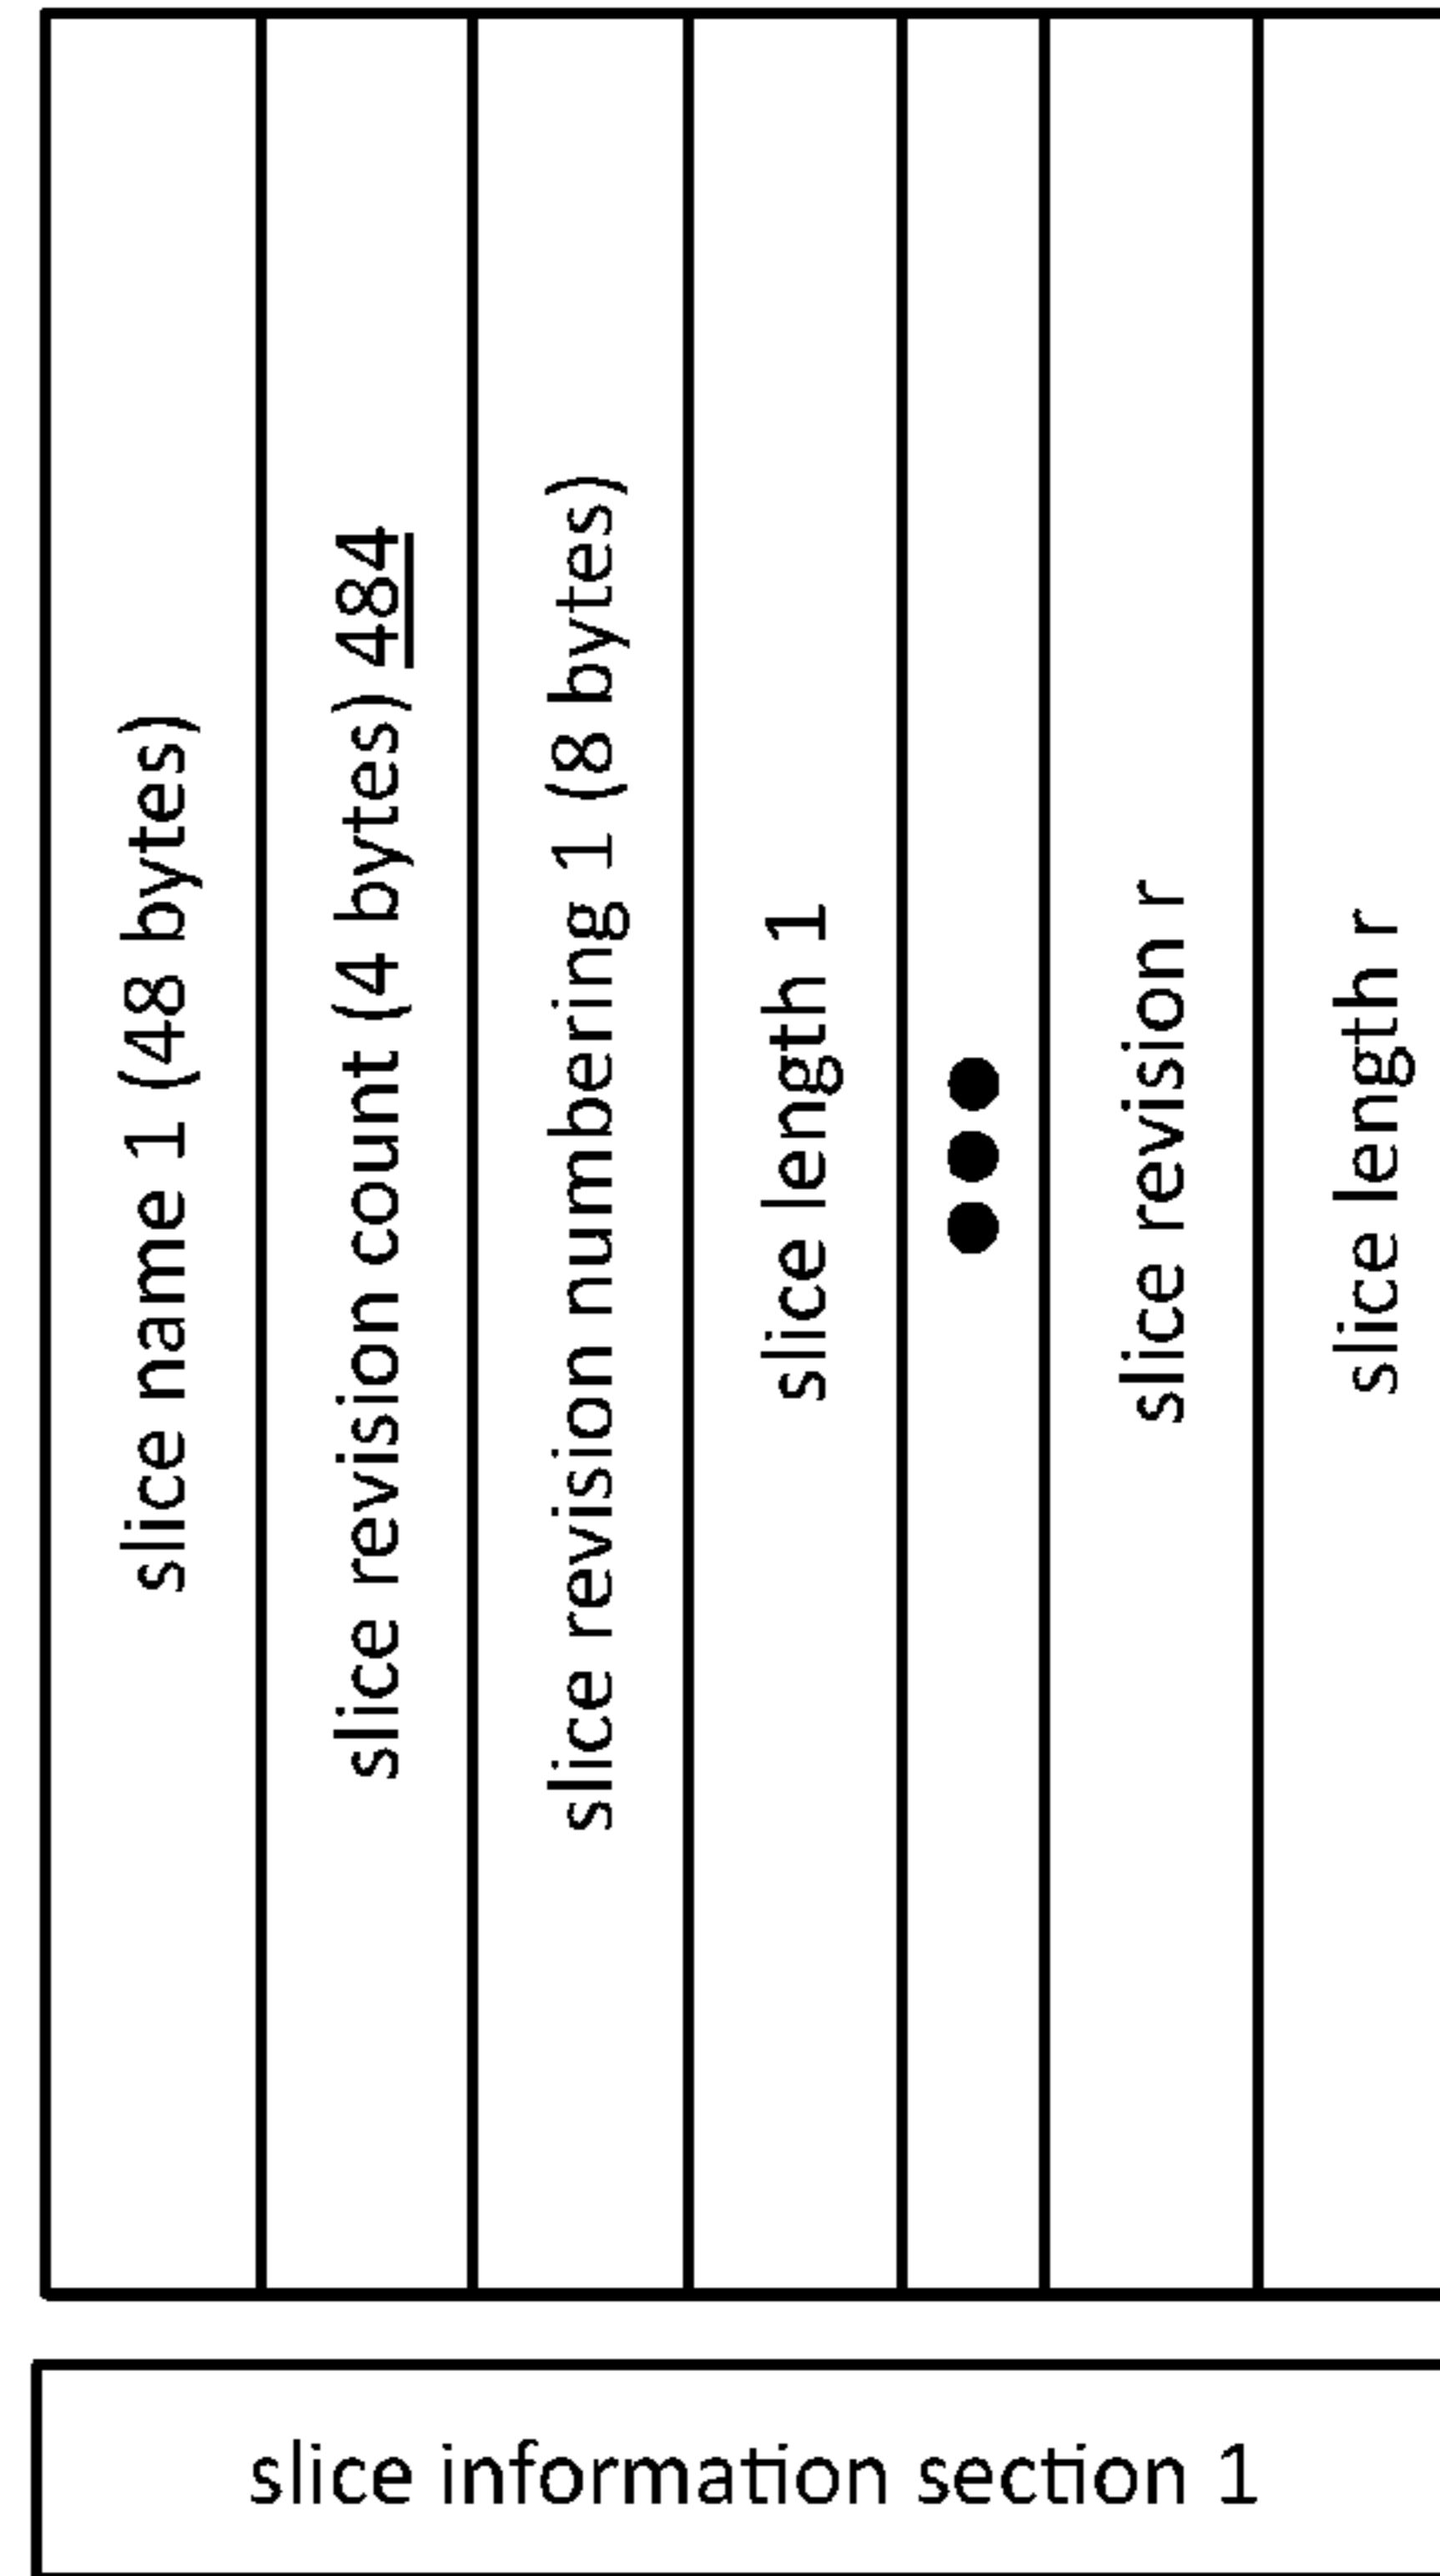 slice name 1 (48 bytes)
slice revision count (4 bytes) 484
slice revision numbering 1 (8 bytes)
slice length 1
slice revision r
slice length r
slice information section 1